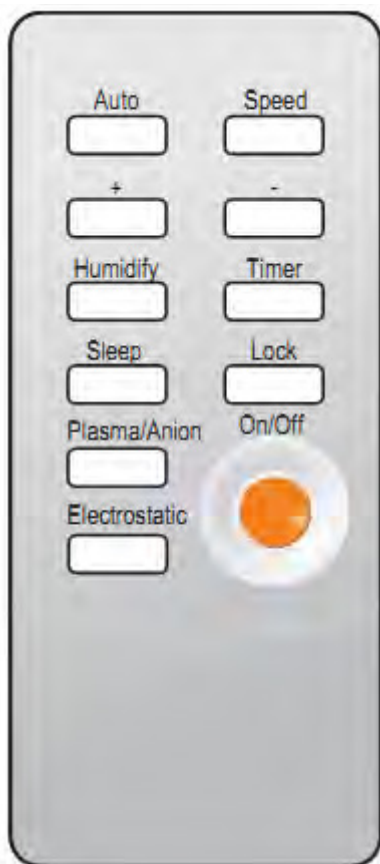 Auto Speed
+ -
Humidify Timer
Sleep Lock
Plasma/Anion On/Off
Electrostatic